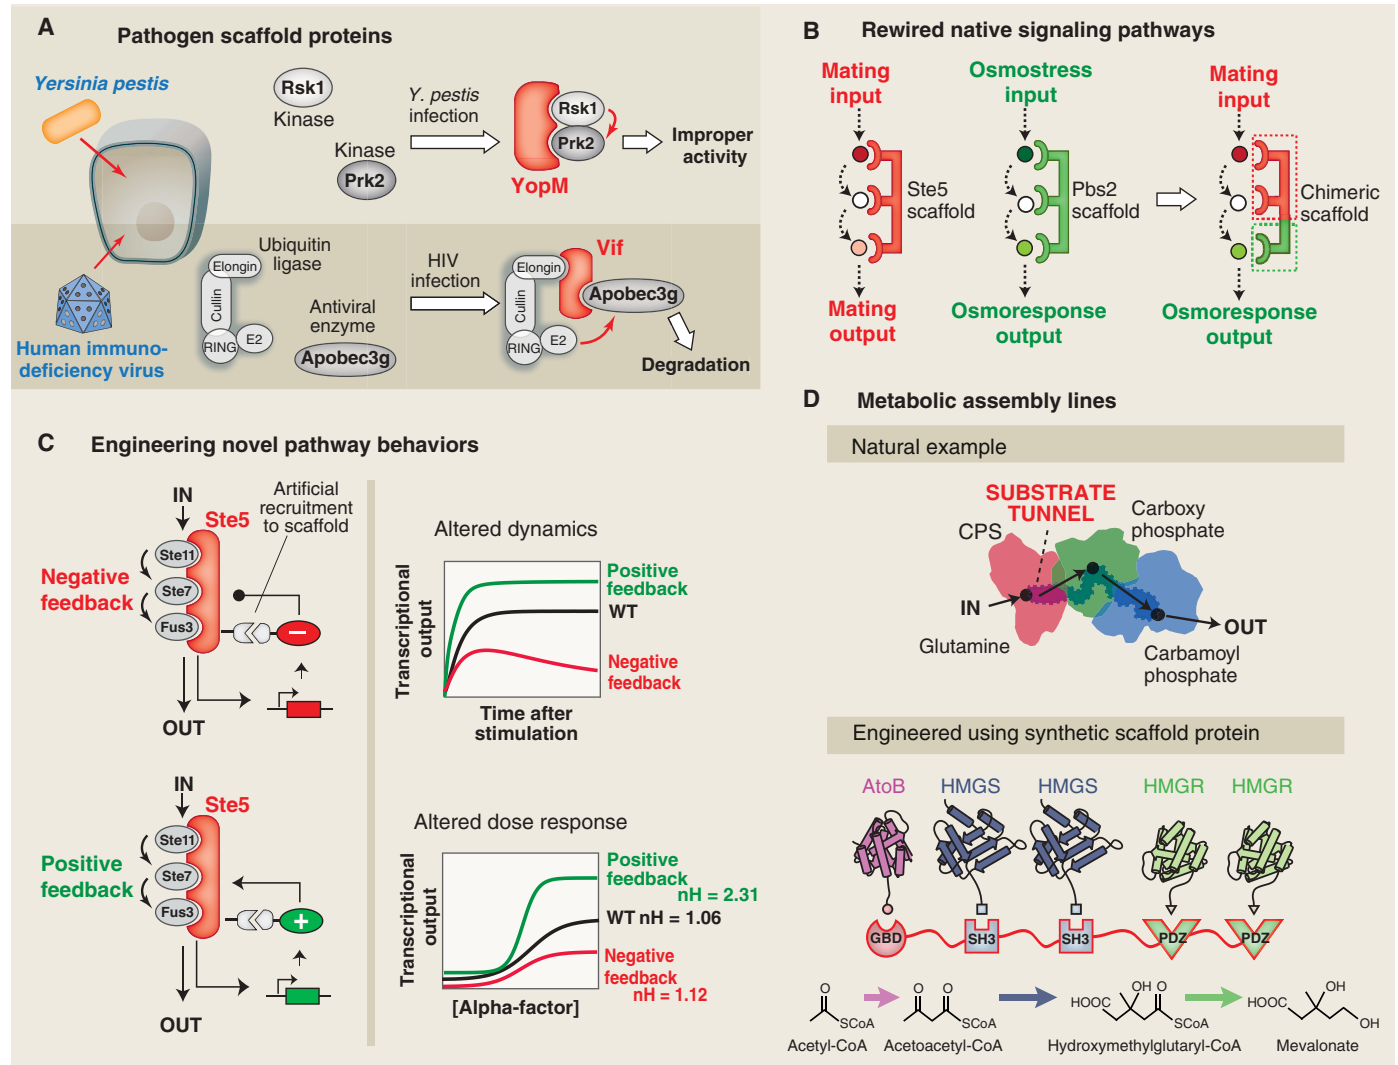 A
Pathogen scaffold proteins
Yersinia pestis
Rsk1
Kinase
Kinase
Prk2
Y. pestis
infection
Rsk1
Prk2
YopM
Improper
activity
Human immuno-
deficiency virus
Ubiquitin
ligase
Elongin
Cullin
RING
E2
Antiviral
enzyme
Apobec3g
HIV
infection
Vif
Elongin
Cullin
RING
E2
Apobec3g
Degradation
B
Rewired native signaling pathways
Mating
input
Ste5
scaffold
Mating
output
Osmostress
input
Pbs2
scaffold
Osmoresponse
output
Mating
input
Chimeric
scaffold
Osmoresponse
output
C
Engineering novel pathway behaviors
IN
Ste5
Artificial
recruitment
to scaffold
Negative
feedback
Ste11
Ste7
Fus3
−
OUT
IN
Ste5
Positive
feedback
Ste11
Ste7
Fus3
+
OUT
Altered dynamics
Transcriptional
output
Positive
feedback
WT
Negative
feedback
Time after
stimulation
Altered dose response
Transcriptional
output
Positive
feedback
nH = 2.31
WT nH = 1.06
Negative
feedback
nH = 1.12
[Alpha-factor]
D
Metabolic assembly lines
Natural example
SUBSTRATE
TUNNEL
CPS
Carboxy
phosphate
IN
Glutamine
OUT
Carbamoyl
phosphate
Engineered using synthetic scaffold protein
AtoB HMGS HMGS HMGR HMGR
GBD SH3 SH3 PDZ PDZ
O
SCoA
Acetyl-CoA
O O
SCoA
Acetoacetyl-CoA
HOOC OH O
SCoA
Hydroxymethylglutaryl-CoA
HOOC OH
OH
Mevalonate